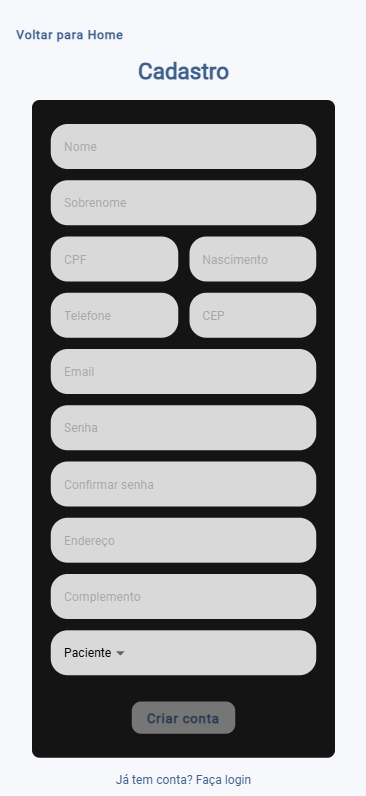 Voltar para Home
Cadastro
Nome
Sobrenome
CPF
Nascimento
Telefone
CEP
Email
Senha
Confirmar senha
Endereço
Complemento
Paciente
Criar conta
Já tem conta? Faça login